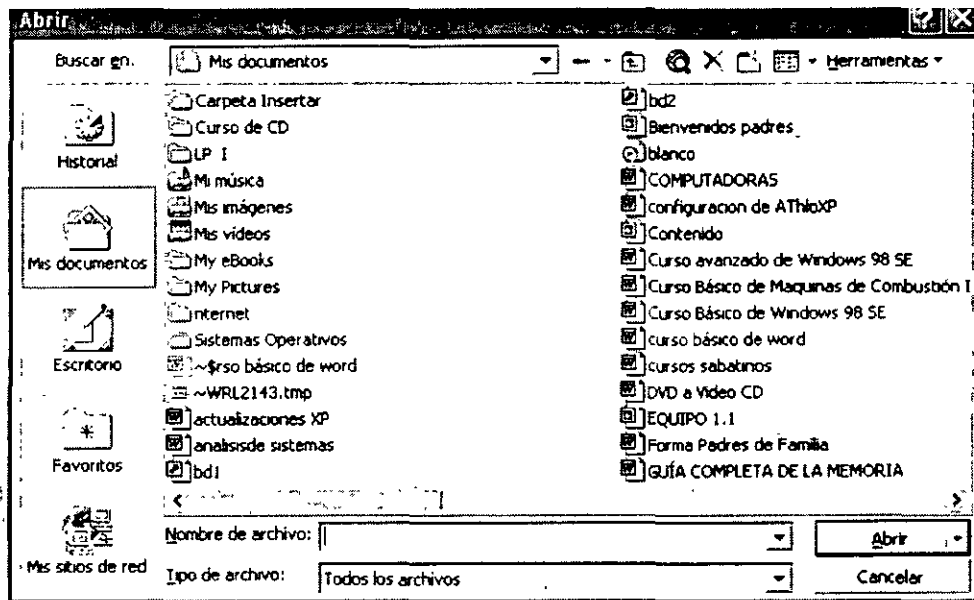 Abrir
Buscar en:
Mis documentos
Herramientas
Historial
Mis documentos
Escritorio
Favoritos
Mis sitios de red
Carpeta Insertar
Curso de CD
LP I
Mi música
Mis imágenes
Mis vídeos
My eBooks
My Pictures
nternet
Sistemas Operativos
~$rso básico de word
~WRL2143.tmp
actualizaciones XP
analisisde sistemas
bd1
bd2
Bienvenidos padres
blanco
COMPUTADORAS
configuracion de AThloXP
Contenido
Curso avanzado de Windows 98 SE
Curso Básico de Maquinas de Combustión I
Curso Básico de Windows 98 SE
curso básico de word
cursos sabatinos
DVD a Video CD
EQUIPO 1.1
Forma Padres de Familia
GUÍA COMPLETA DE LA MEMORIA
Nombre de archivo:
Abrir
Tipo de archivo:
Todos los archivos
Cancelar